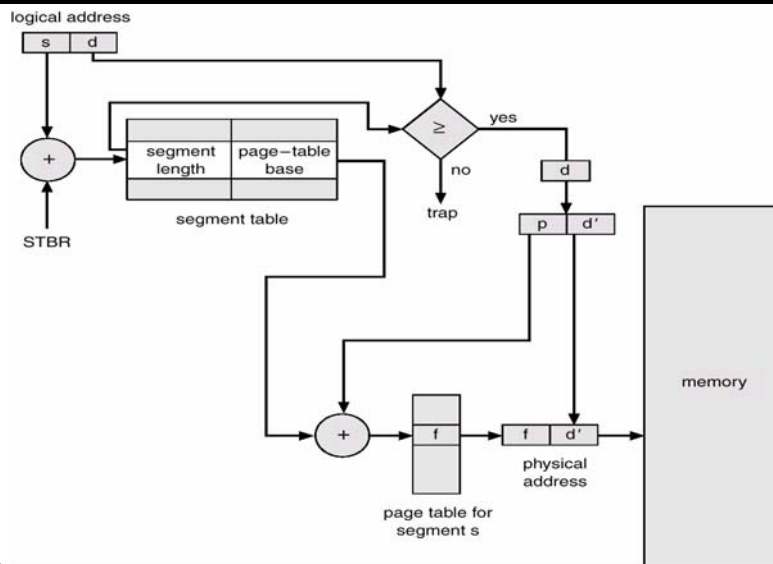 logical address
s d
≥
yes
segment length
page–table base
+
no
d
segment table
trap
p d'
STBR
memory
+
f
f d'
physical address
page table for segment s